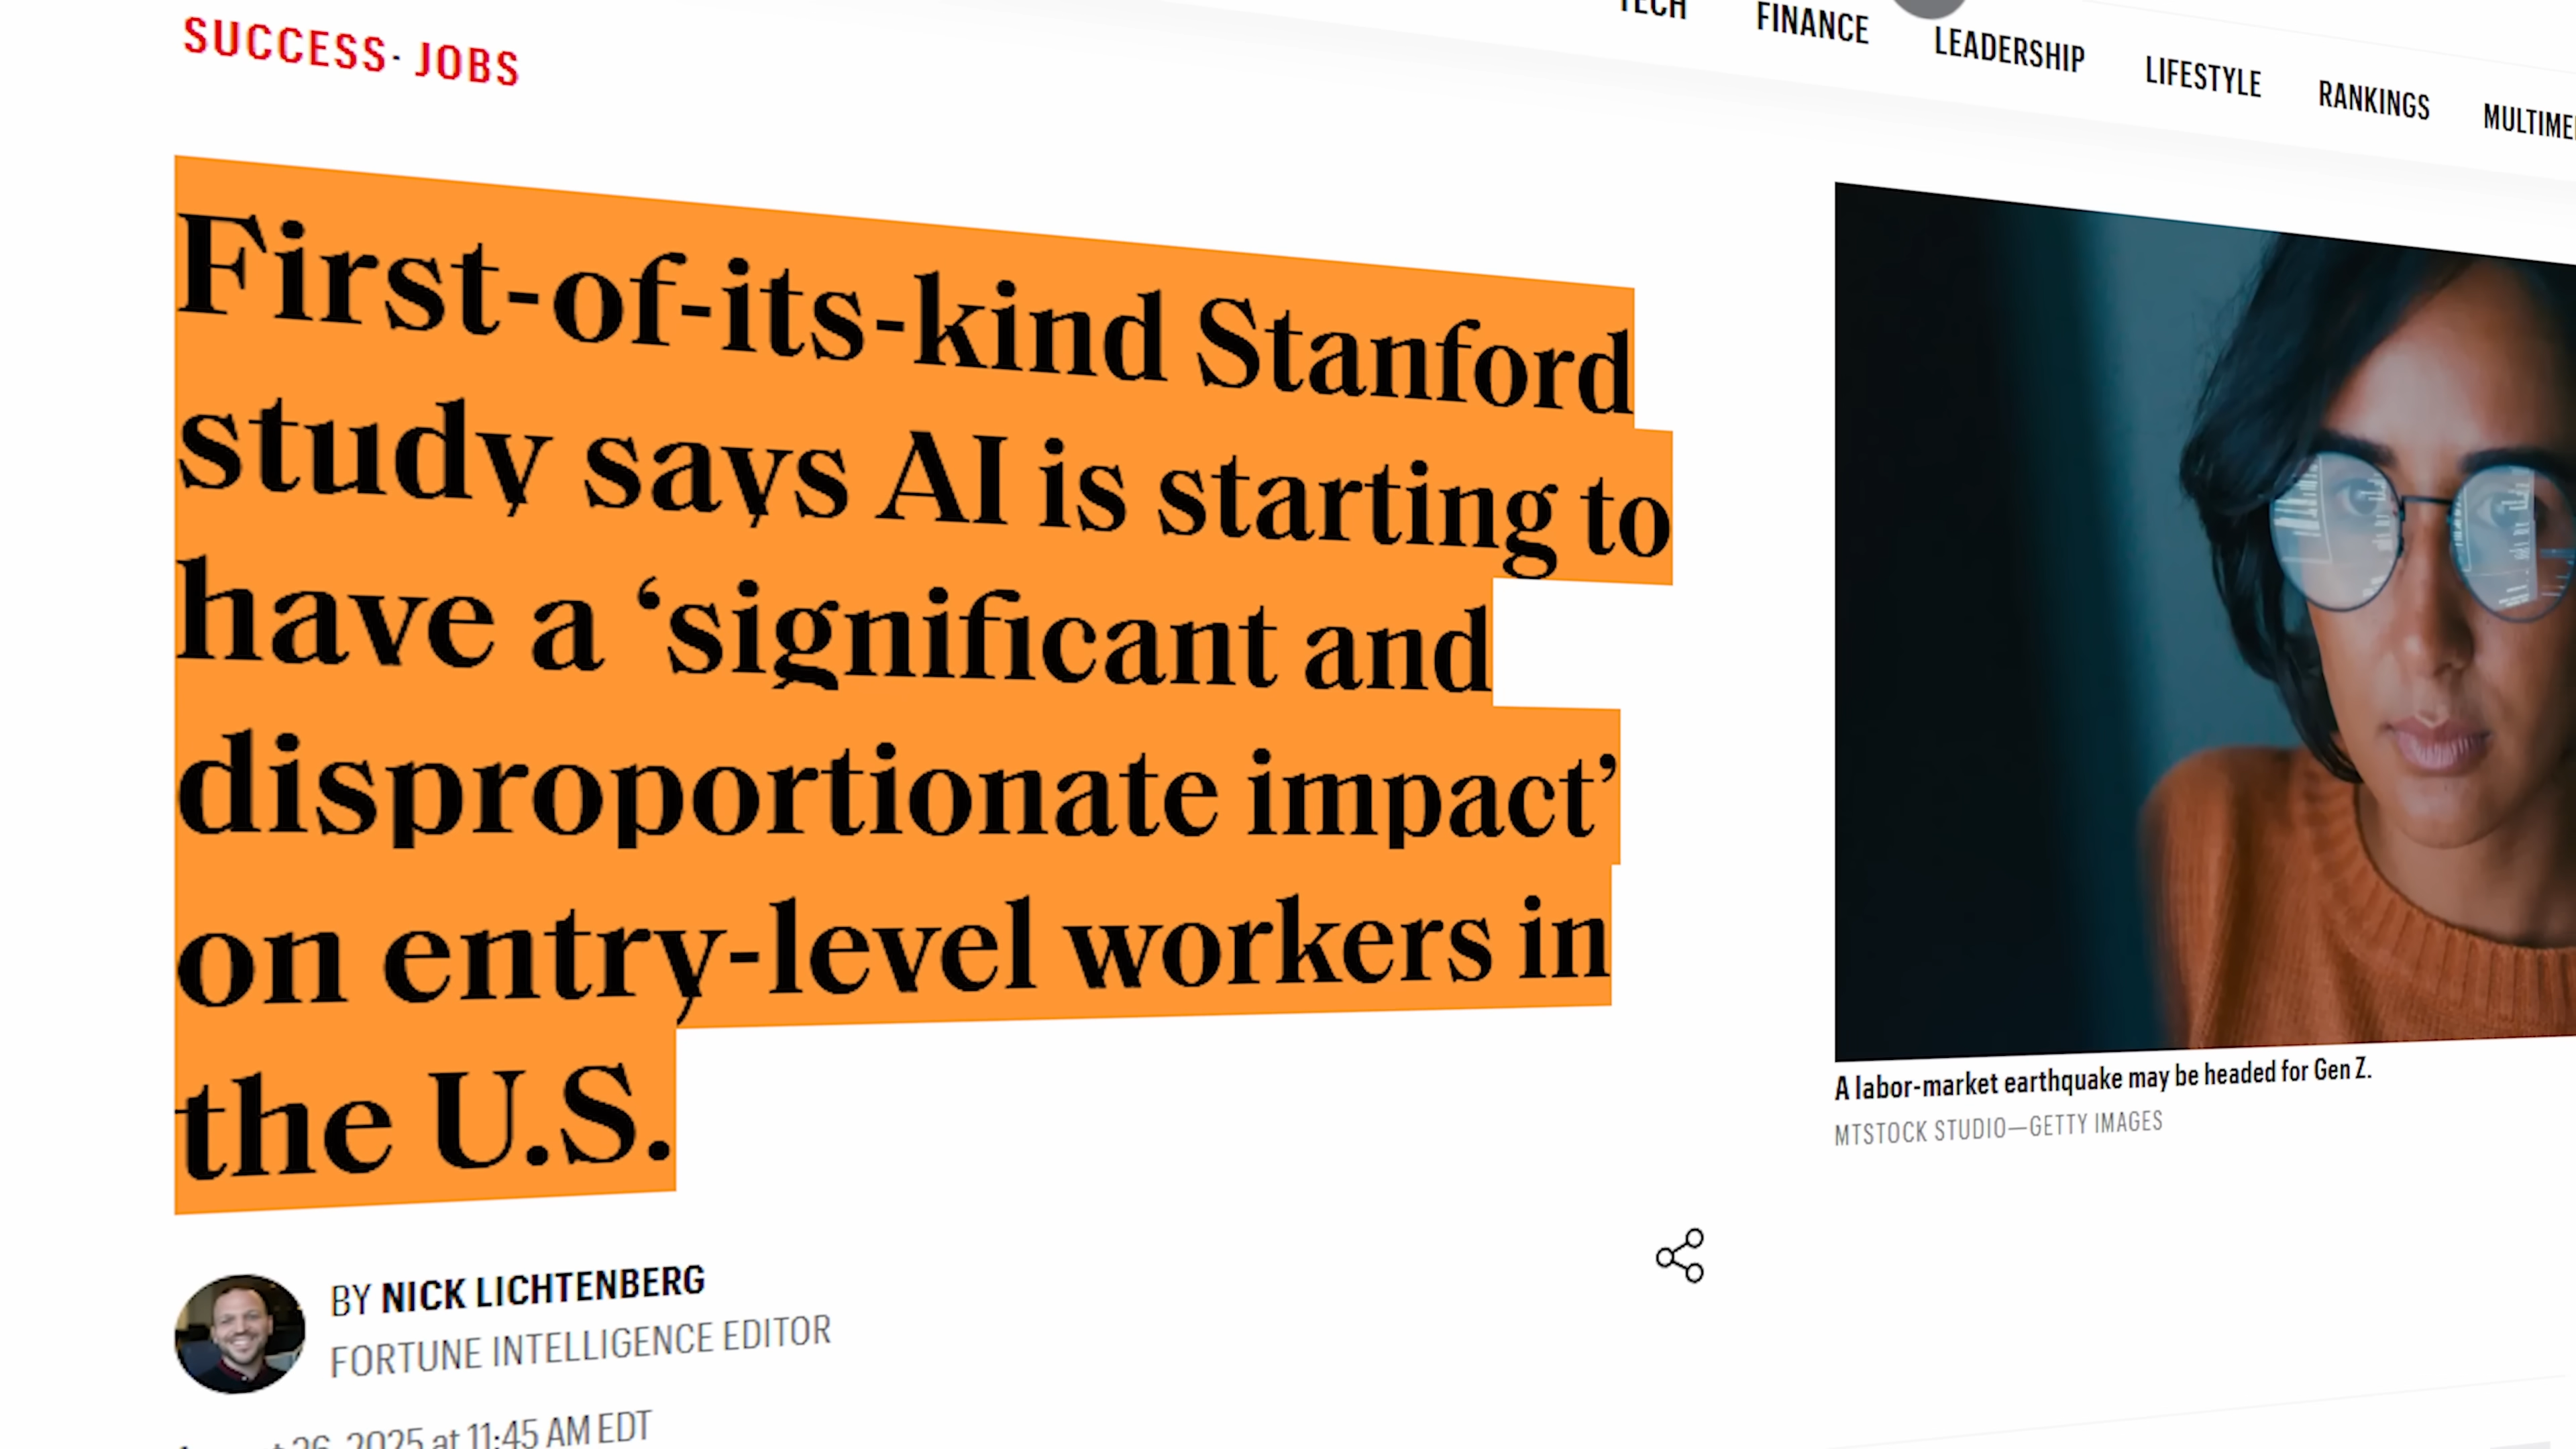 TECH FINANCE LEADERSHIP LIFESTYLE RANKINGS
SUCCESS · JOBS
First-of-its-kind Stanford
study says AI is starting to
have a ‘significant and
disproportionate impact’
on entry-level workers in
the U.S.
A labor-market earthquake may be headed for Gen Z.
MTSTOCK STUDIO—GETTY IMAGES
BY NICK LICHTENBERG
FORTUNE INTELLIGENCE EDITOR
26, 2025 at 11:45 AM EDT